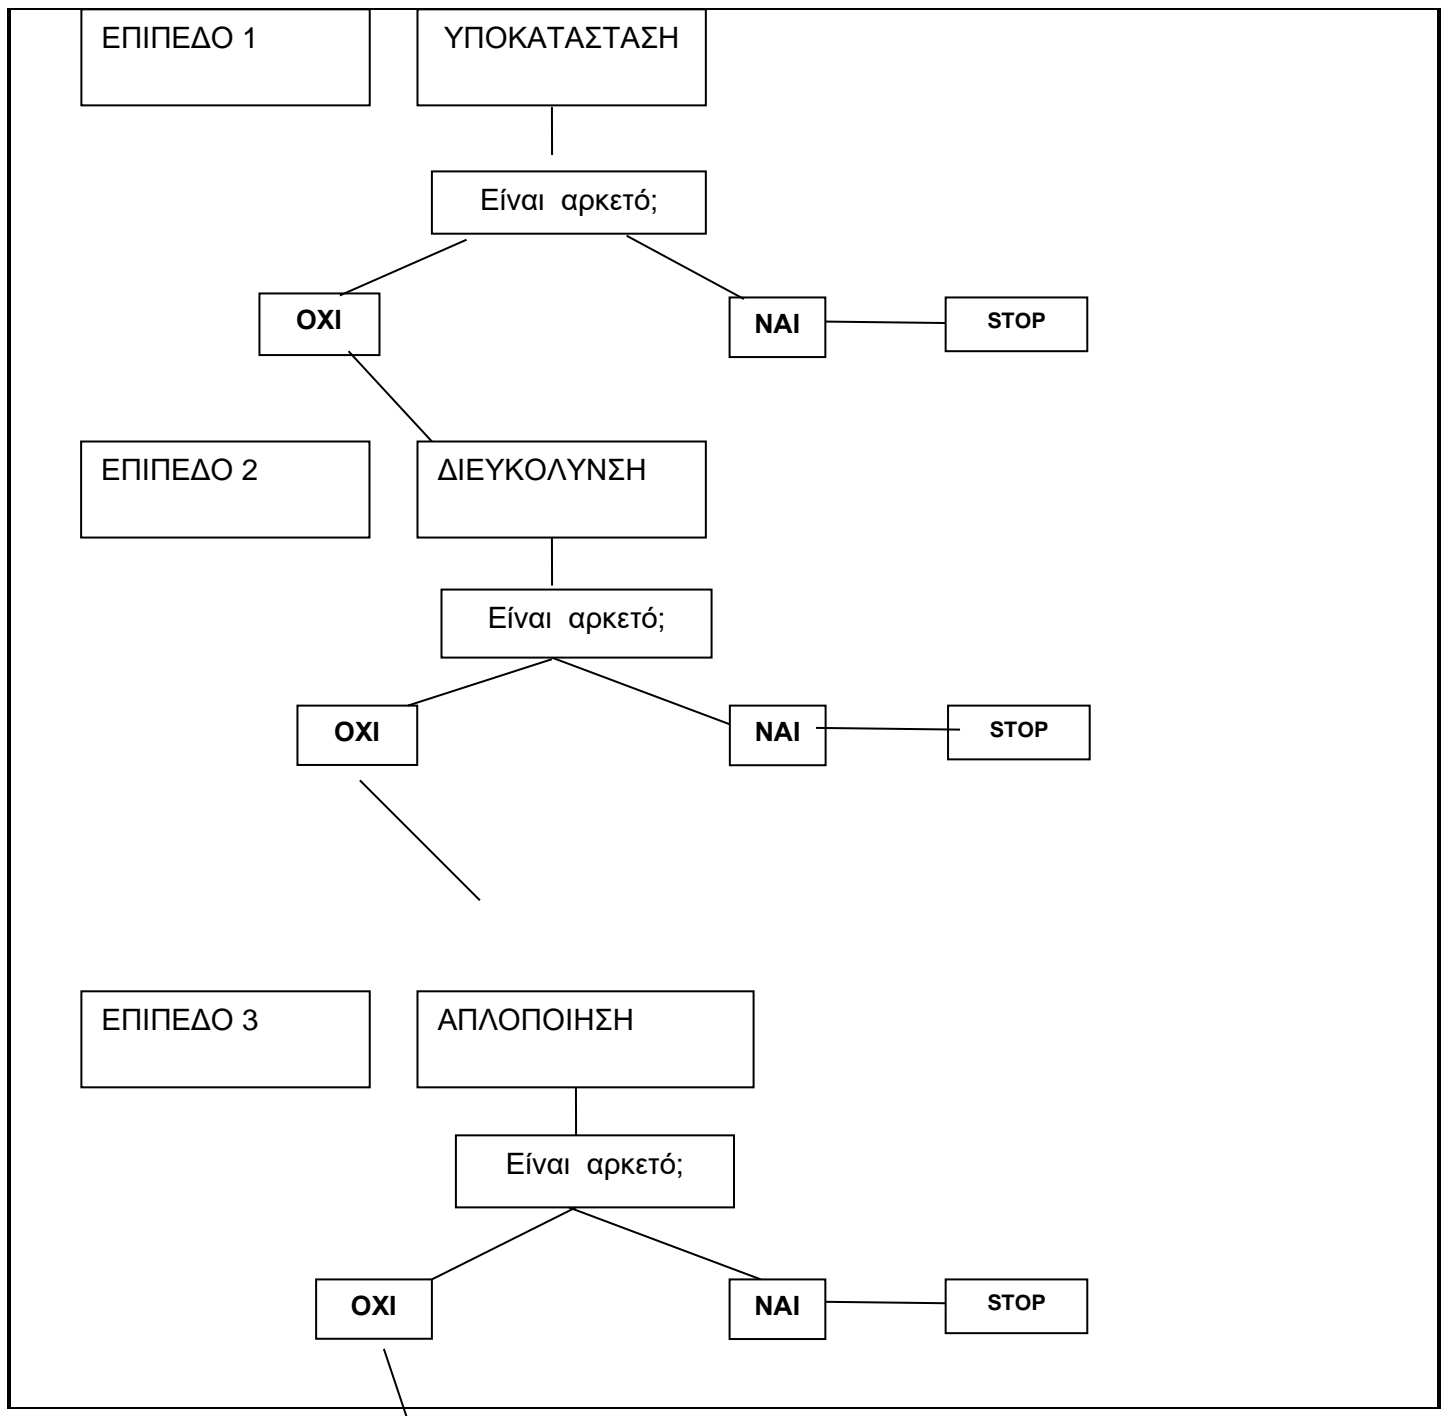 ΕΠΙΠΕΔΟ 1
ΥΠΟΚΑΤΑΣΤΑΣΗ
Είναι αρκετό;
ΟΧΙ
ΝΑΙ
STOP
ΕΠΙΠΕΔΟ 2
ΔΙΕΥΚΟΛΥΝΣΗ
Είναι αρκετό;
ΟΧΙ
ΝΑΙ
STOP
ΕΠΙΠΕΔΟ 3
ΑΠΛΟΠΟΙΗΣΗ
Είναι αρκετό;
ΟΧΙ
ΝΑΙ
STOP